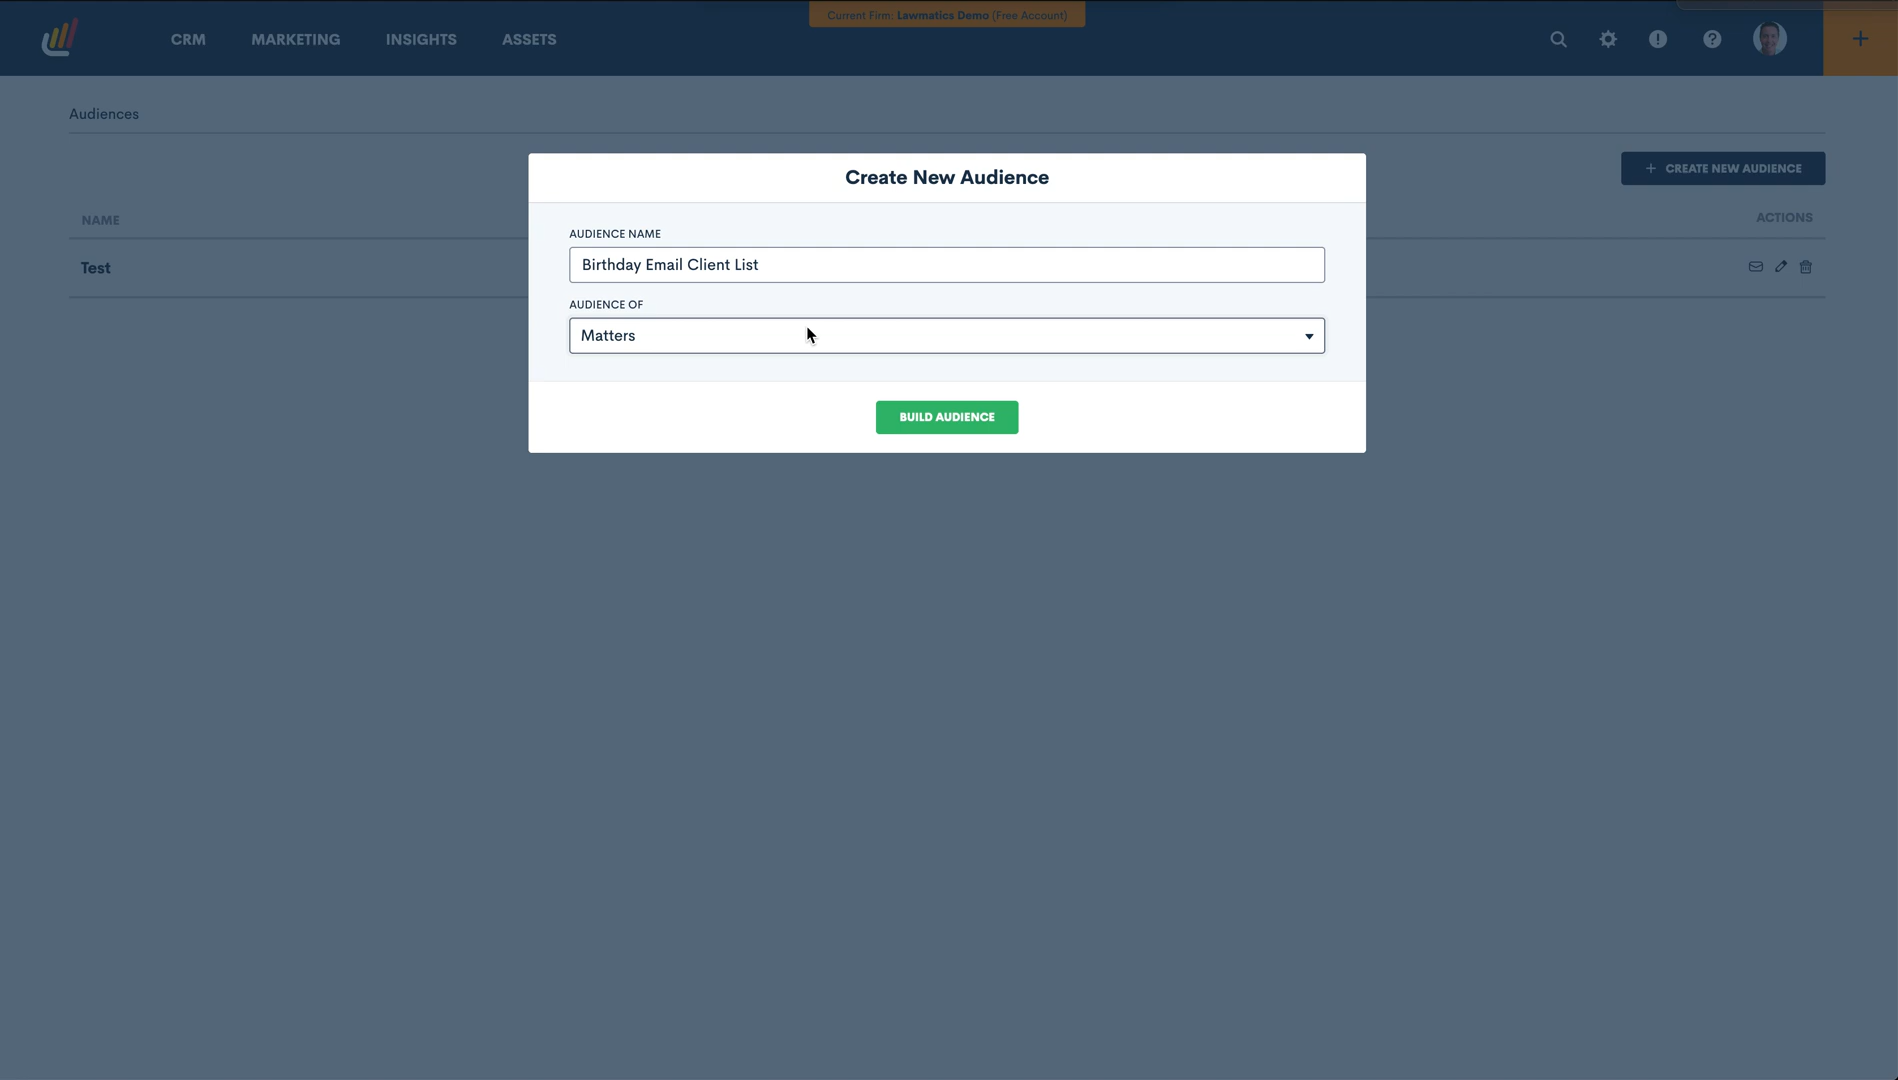 Current Firm: Lawmatics Demo (Free Account)
CRM MARKETING INSIGHTS ASSETS
Audiences
+ CREATE NEW AUDIENCE
NAME ACTIONS
Test
Create New Audience
AUDIENCE NAME
Birthday Email Client List
AUDIENCE OF
Matters
BUILD AUDIENCE